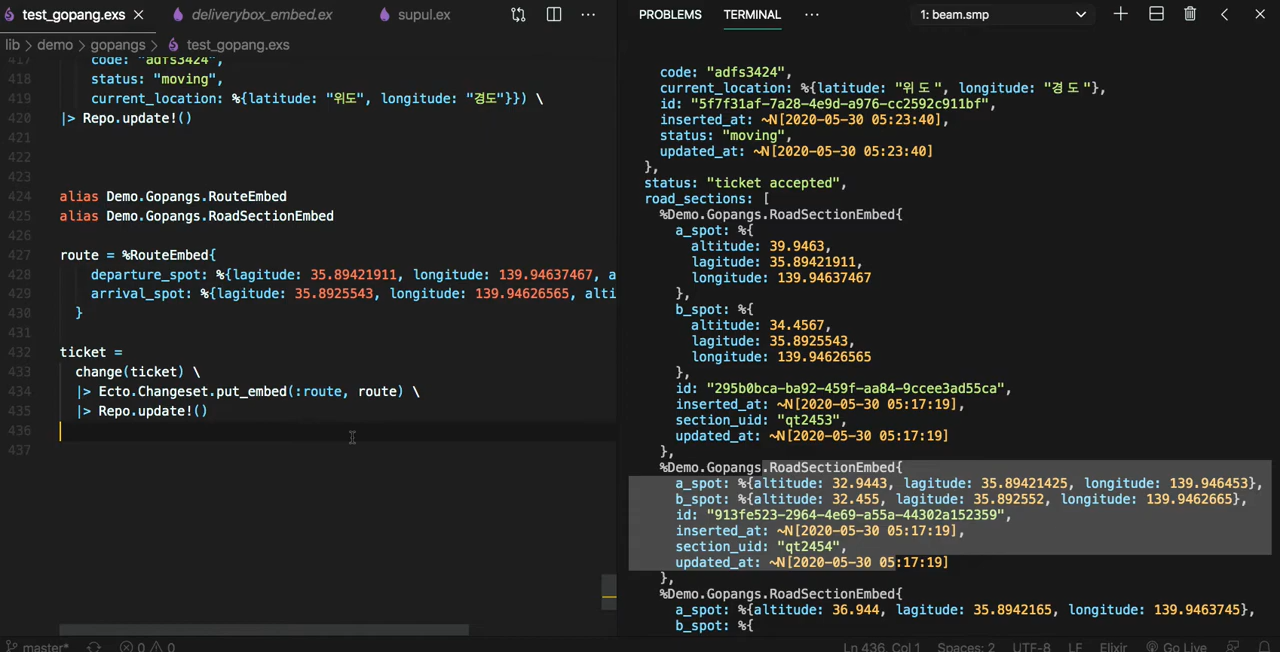 test_gopang.exs
deliverybox_embed.ex
supul.ex
PROBLEMS
TERMINAL
1: beam.smp
lib > demo > gopangs > test_gopang.exs
417 code: "adfs3424",
418 status: "moving",
419 current_location: %{latitude: "위도", longitude: "경도"}}) \
420 |> Repo.update!()
421
422
423
424 alias Demo.Gopangs.RouteEmbed
425 alias Demo.Gopangs.RoadSectionEmbed
426
427 route = %RouteEmbed{
428 departure_spot: %{lagitude: 35.89421911, longitude: 139.94637467, a
429 arrival_spot: %{lagitude: 35.8925543, longitude: 139.94626565, alti
430 }
431
432 ticket =
433 change(ticket) \
434 |> Ecto.Changeset.put_embed(:route, route) \
435 |> Repo.update!()
436
437
code: "adfs3424",
current_location: %{latitude: "위도", longitude: "경도"},
id: "5f7f31af-7a28-4e9d-a976-cc2592c911bf",
inserted_at: ~N[2020-05-30 05:23:40],
status: "moving",
updated_at: ~N[2020-05-30 05:23:40]
},
status: "ticket accepted",
road_sections: [
%Demo.Gopangs.RoadSectionEmbed{
a_spot: %{
altitude: 39.9463,
lagitude: 35.89421911,
longitude: 139.94637467
},
b_spot: %{
altitude: 34.4567,
lagitude: 35.8925543,
longitude: 139.94626565
},
id: "295b0bca-ba92-459f-aa84-9ccee3ad55ca",
inserted_at: ~N[2020-05-30 05:17:19],
section_uid: "qt2453",
updated_at: ~N[2020-05-30 05:17:19]
},
%Demo.Gopangs.RoadSectionEmbed{
a_spot: %{altitude: 32.9443, lagitude: 35.89421425, longitude: 139.946453},
b_spot: %{altitude: 32.455, lagitude: 35.892552, longitude: 139.9462665},
id: "913fe523-2964-4e69-a55a-44302a152359",
inserted_at: ~N[2020-05-30 05:17:19],
section_uid: "qt2454",
updated_at: ~N[2020-05-30 05:17:19]
},
%Demo.Gopangs.RoadSectionEmbed{
a_spot: %{altitude: 36.944, lagitude: 35.8942165, longitude: 139.9463745},
b_spot: %{
master* 0 0 Ln 436, Col 1 Spaces: 2 UTF-8 LF Elixir Go Live